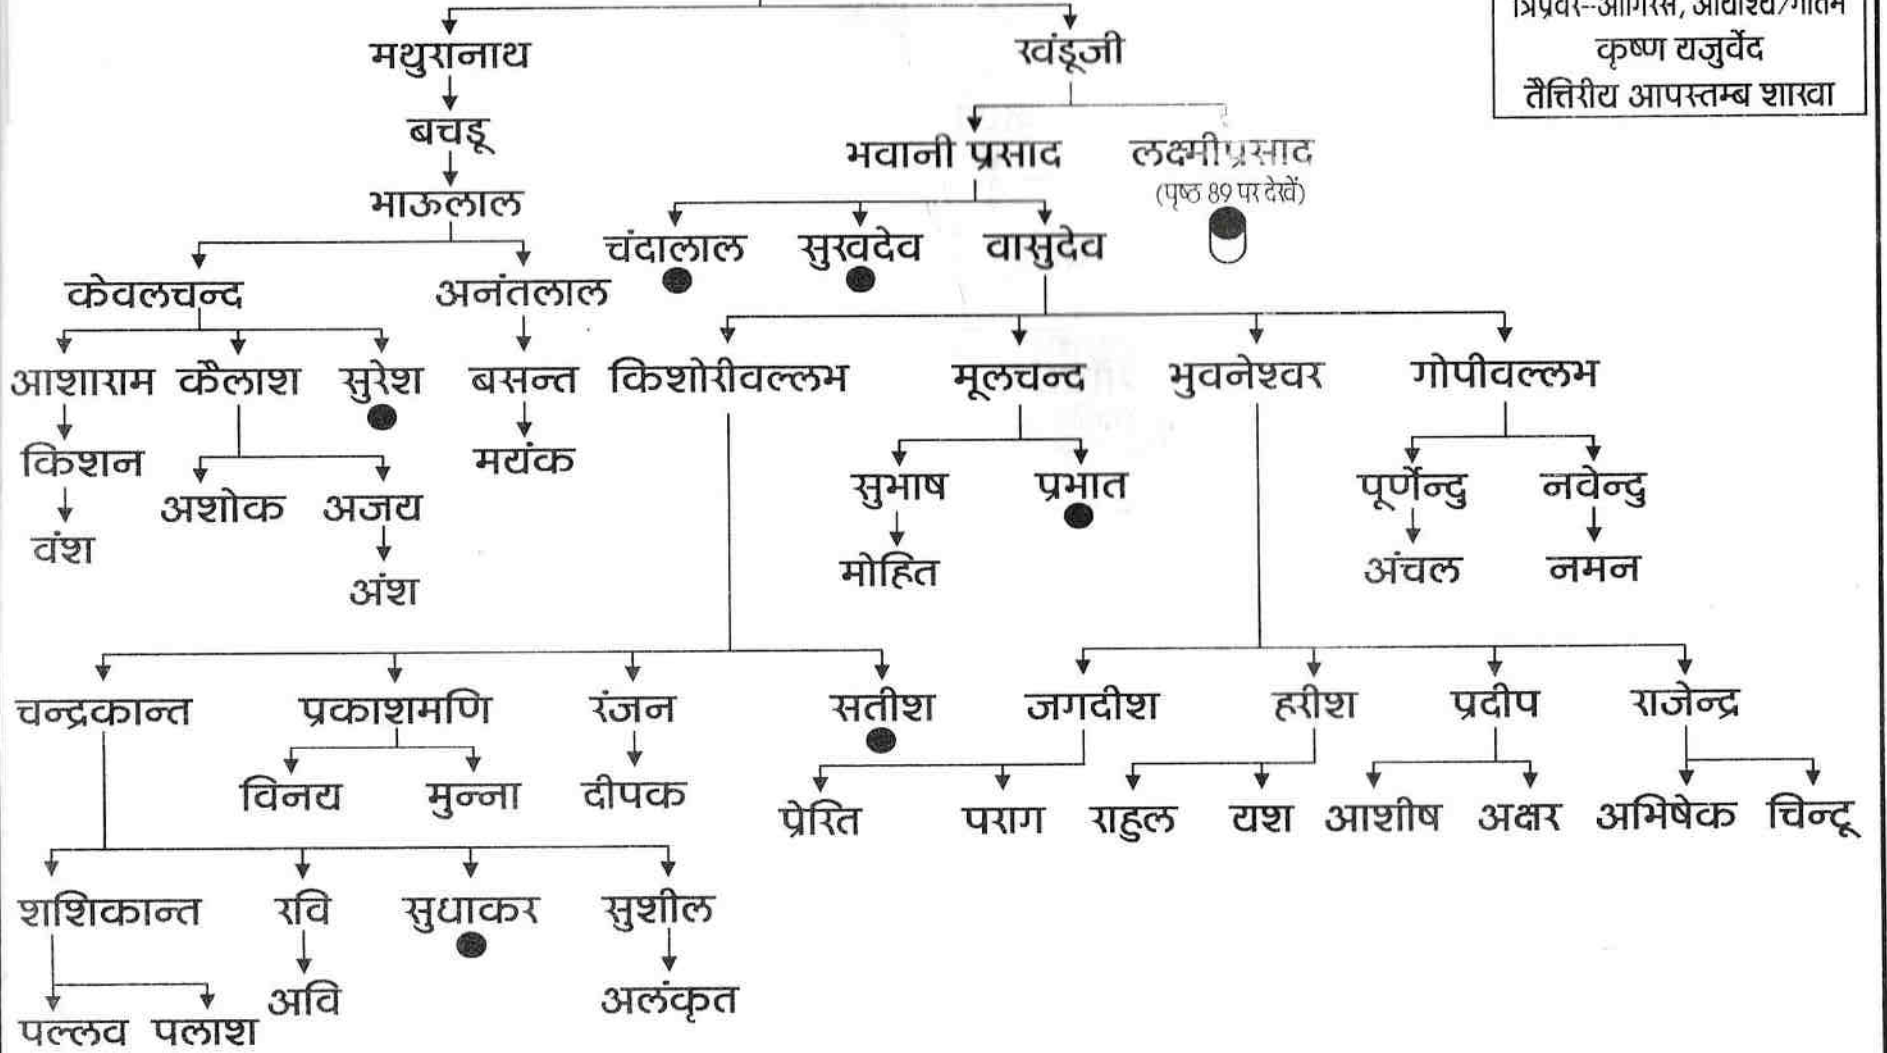 त्रिप्रवर--आंगिरस,
कृष्ण यजुर्वेद
तैत्तिरीय आपस्तम्ब शाखा
मथुरानाथ खंडूजी
बचडू
भवानी प्रसाद लक्ष्मीप्रसाद
(पृष्ठ 89 पर देखें)
भाऊलाल
चंदालाल सुखदेव वासुदेव
केवलचन्द अनंतलाल
आशाराम कैलाश सुरेश बसन्त किशोरीवल्लभ मूलचन्द भुवनेश्वर गोपीवल्लभ
किशन मयंक
सुभाष प्रभात पूर्णेन्दु नवेन्दु
अशोक अजय
वंश
मोहित अंचल नमन
अंश
चन्द्रकान्त प्रकाशमणि रंजन सतीश जगदीश हरीश प्रदीप राजेन्द्र
विनय मुन्ना दीपक
प्रेरित पराग राहुल यश आशीष अक्षर अभिषेक चिन्टू
शशिकान्त रवि सुधाकर सुशील
अवि अलंकृत
पल्लव पलाश